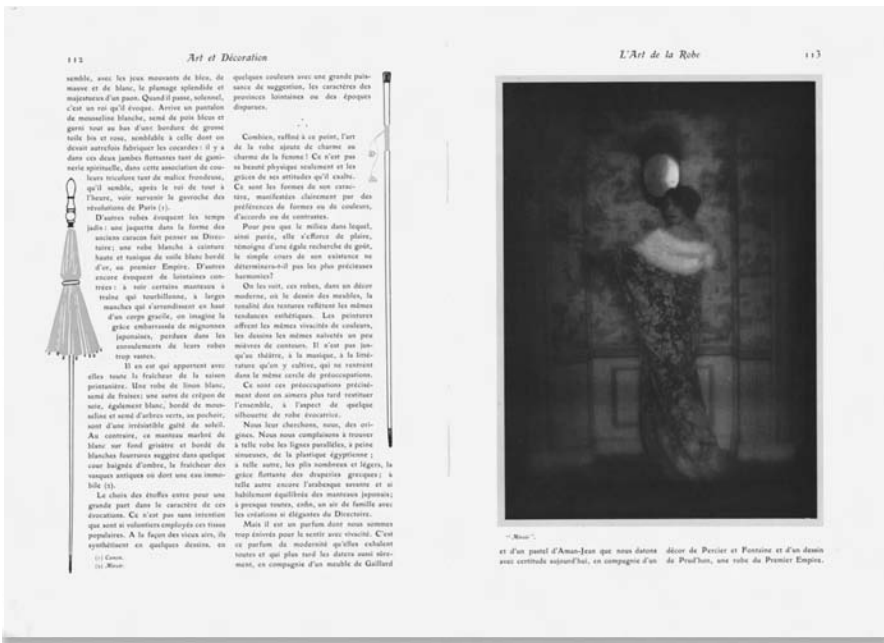 112
Art et Décoration
semble, avec les jeux mouvants de bleu, de
mauve et de blanc, le plumage splendide et
majestueux d'un paon. Quand il passe, solennel,
c'est un roi qu'il évoque. Arrive un pantalon
de mousseline blanche, semé de pois bleus et
garni tout au bas d'une bordure de grosse
toile bis et rose, semblable à celle dont on
devait autrefois fabriquer les cocardes : il y a
dans ces deux jambes flottantes tant de gami-
nerie spirituelle, dans cette association de cou-
leurs tricolore tant de malice frondeuse,
qu'il semble, après le roi de tout à
l'heure, voir survenir la gavroche des
révolutions de Paris (1).
D'autres robes évoquent les temps
jadis : une jaquette dans la forme des
anciens caracos fait penser au Direc-
toire; une robe blanche à ceinture
haute et tunique de voile blanc bordé
d'or, au premier Empire. D'autres
encore évoquent de lointaines con-
trées : à voir certains manteaux à
traîne qui tourbillonne, à larges
manches qui s'arrondissent en haut
d'un corps gracile, on imagine la
grâce embarrassée de mignonnes
japonaises, perdues dans les
enroulements de leurs robes
trop vastes.
Il en est qui apportent avec
elles toute la fraîcheur de la saison
printanière. Une robe de linon blanc,
semé de fraises; une autre de crépon de
soie, également blanc, bordé de mous-
seline et semé d'arbres verts, au pochoir,
sont d'une irrésistible gaîté de soleil.
Au contraire, ce manteau marbré de
blanc sur fond grisâtre et bordé de
blanches fourrures suggère dans quelque
cour baignée d'ombre, la fraîcheur des
vasques antiques où dort une eau immo-
bile (2).
Le choix des étoffes entre pour une
grande part dans le caractère de ces
évocations. Ce n'est pas sans intention
que sont si volontiers employés ces tissus
populaires. A la façon des vieux airs, ils
synthétisent en quelques dessins, en
(1) Cancan.
(2) Miroir.
quelques couleurs avec une grande puis-
sance de suggestion, les caractères des
provinces lointaines ou des époques
disparues.
Combien, raffiné à ce point, l'art
de la robe ajoute de charme au
charme de la femme! Ce n'est pas
sa beauté physique seulement et les
grâces de ses attitudes qu'il exalte.
Ce sont les formes de son carac-
tère, manifestées clairement par des
préférences de formes ou de couleurs,
d'accords ou de contrastes.
Pour peu que le milieu dans lequel,
ainsi parée, elle s'efforce de plaire,
témoigne d'une égale recherche de goût,
le simple cours de son existence ne
déterminera-t-il pas les plus précieuses
harmonies?
On les voit, ces robes, dans un décor
moderne, où le dessin des meubles, la
tonalité des tentures reflètent les mêmes
tendances esthétiques. Les peintures
offrent les mêmes vivacités de couleurs,
les dessins les mêmes naïvetés un peu
mièvres de contours. Il n'est pas jus-
qu'au théâtre, à la musique, à la litté-
rature qu'on y cultive, qui ne rentrent
dans le même cercle de préoccupations.
Ce sont ces préoccupations précisé-
ment dont on aimera plus tard restituer
l'ensemble, à l'aspect de quelque
silhouette de robe évocatrice.
Nous leur cherchons, nous, des ori-
gines. Nous nous complaisons à trouver
à telle robe les lignes parallèles, à peine
sinueuses, de la plastique égyptienne ;
à telle autre, les plis nombreux et légers, la
grâce flottante des draperies grecques; à
telle autre encore l'arabesque savante et si
habilement équilibrée des manteaux japonais;
à presque toutes, enfin, un air de famille avec
les créations si élégantes du Directoire.
Mais il est un parfum dont nous sommes
trop énivrés pour le sentir avec vivacité. C'est
ce parfum de modernité qu'elles exhalent
toutes et qui plus tard les datera aussi sûre-
ment, en compagnie d'un meuble de Gaillard
L'Art de la Robe
113
"Miroir".
et d'un pastel d'Aman-Jean que nous datons
avec certitude aujourd'hui, en compagnie d'un
décor de Percier et Fontaine et d'un dessin
de Prud'hon, une robe du Premier Empire.